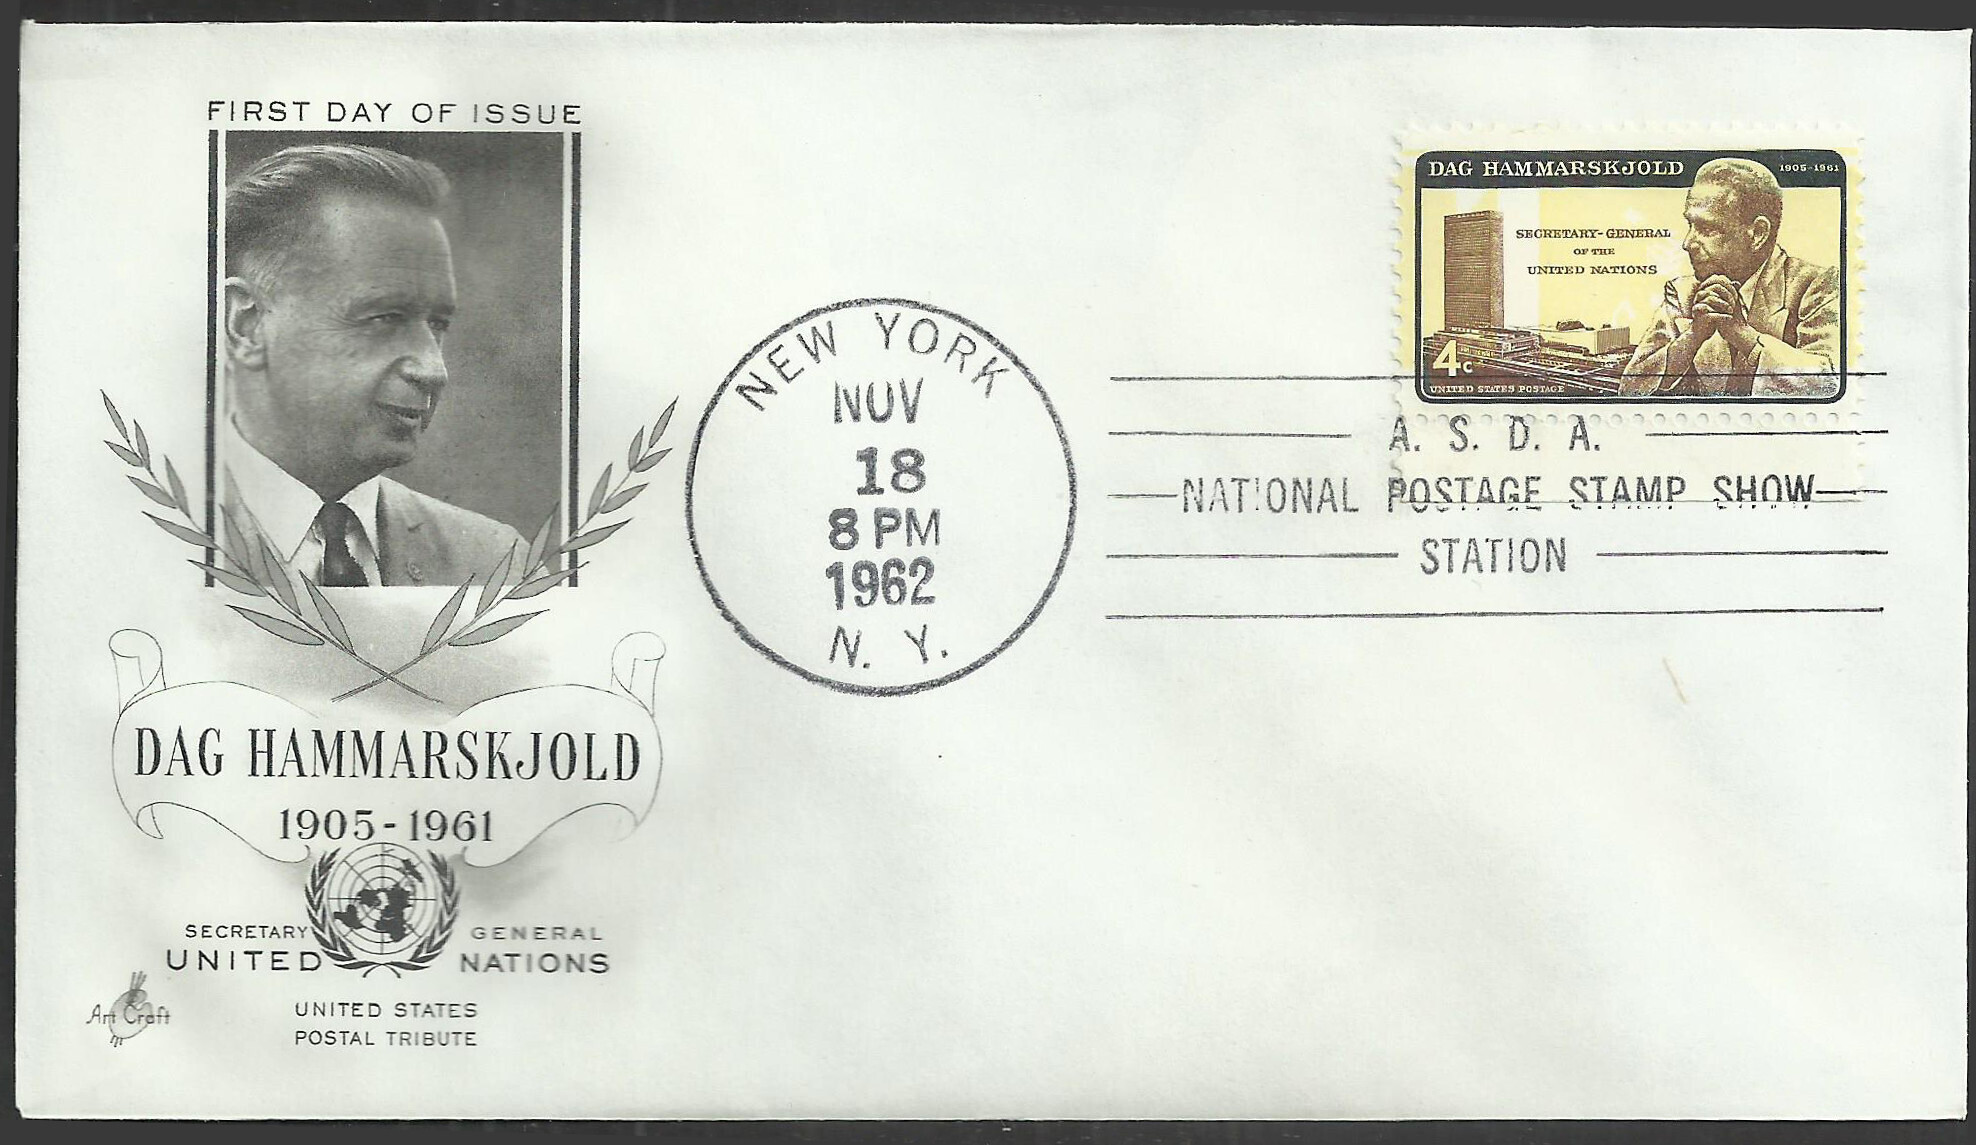 FIRST DAY OF ISSUE
DAG HAMMARSKJOLD
1905-1961
SECRETARY GENERAL
UNITED NATIONS
UNITED STATES
POSTAL TRIBUTE
Art Craft
NEW YORK
NOV
18
8 PM
1962
N. Y.
DAG HAMMARSKJOLD 1905-1961
SECRETARY-GENERAL
OF THE
UNITED NATIONS
4c
UNITED STATES POSTAGE
A. S. D. A.
NATIONAL POSTAGE STAMP SHOW
STATION